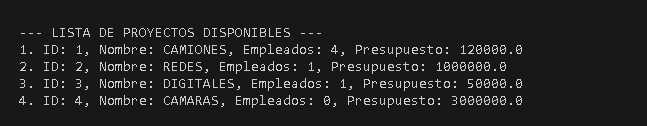 --- LISTA DE PROYECTOS DISPONIBLES ---
1. ID: 1, Nombre: CAMIONES, Empleados: 4, Presupuesto: 120000.0
2. ID: 2, Nombre: REDES, Empleados: 1, Presupuesto: 1000000.0
3. ID: 3, Nombre: DIGITALES, Empleados: 1, Presupuesto: 50000.0
4. ID: 4, Nombre: CAMARAS, Empleados: 0, Presupuesto: 3000000.0